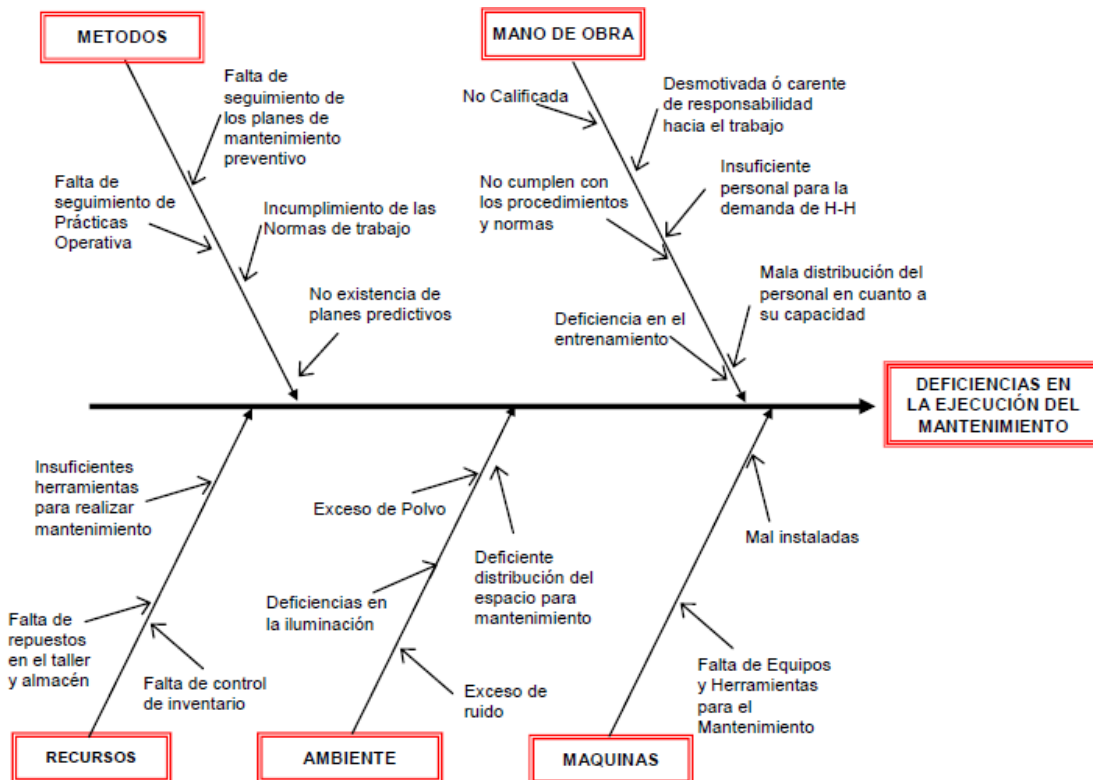 METODOS
Falta de
seguimiento de
los planes de
mantenimiento
preventivo
Falta de
seguimiento de
Prácticas
Operativa
Incumplimiento de las
Normas de trabajo
No existencia de
planes predictivos
MANO DE OBRA
No Calificada
Desmotivada ó carente
de responsabilidad
hacia el trabajo
No cumplen con
los procedimientos
y normas
Insuficiente
personal para la
demanda de H-H
Deficiencia en el
entrenamiento
Mala distribución del
personal en cuanto a
su capacidad
DEFICIENCIAS EN
LA EJECUCIÓN DEL
MANTENIMIENTO
Insuficientes
herramientas
para realizar
mantenimiento
Falta de
repuestos
en el taller
y almacén
Falta de control
de inventario
RECURSOS
Exceso de Polvo
Deficiente
distribución del
espacio para
mantenimiento
Deficiencias en
la iluminación
Exceso de
ruido
AMBIENTE
Mal instaladas
Falta de Equipos
y Herramientas
para el
Mantenimiento
MAQUINAS